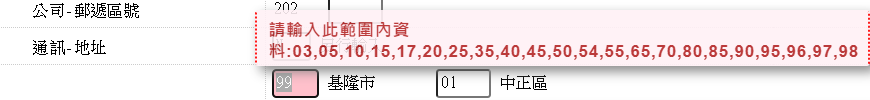 公司-郵遞區號 202
請輸入此範圍內資
通訊-地址
料:03,05,10,15,17,20,25,35,40,45,50,54,55,65,70,80,85,90,95,96,97,98
99 基隆市 01 中正區